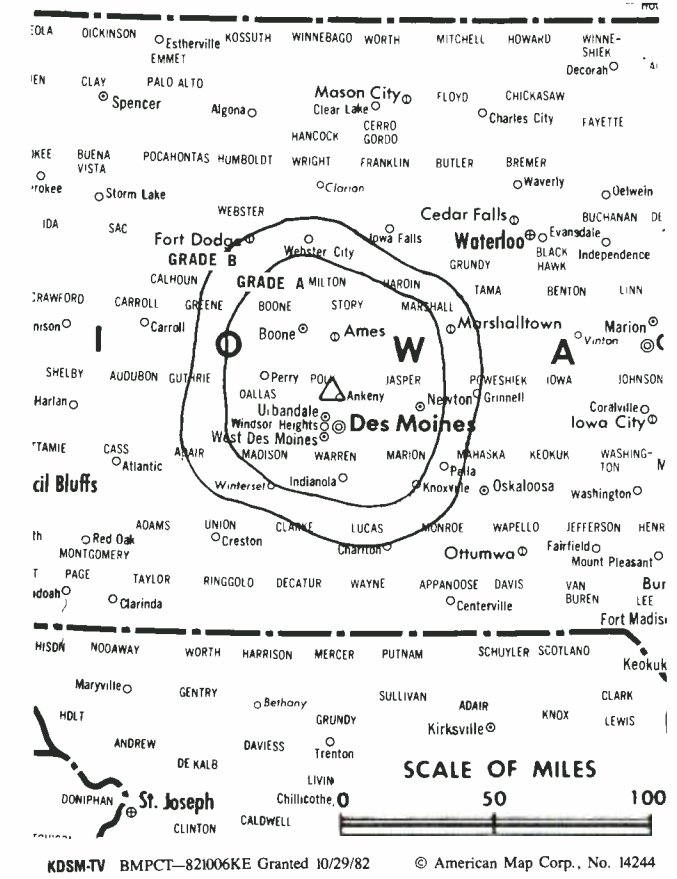 DICKINSON Estherville KOSSUTH WINNEBAGO WORTH MITCHELL HOWARD WINNE-
EMMET SHIEK
Decorah
CLAY PALO ALTO
Spencer Algona Mason City FLOYD CHICKASAW
Clear Lake Charles City FAYETTE
CERRO
HANCOCK GORDO
BUENA POCAHONTAS HUMBOLDT WRIGHT FRANKLIN BUTLER BREMER
VISTA
Clarion Waverly Oelwein
Storm Lake
WEBSTER Cedar Falls BUCHANAN
IDA SAC Evansdale
Fort Dodge Webster City Iowa Falls Waterloo BLACK Independence
GRADE B GRUNDY HAWK
CALHOUN GRADE A MILTON HARDIN
TAMA BENTON LINN
CARROLL GREENE BOONE STORY MARSHALL
Carroll Boone Ames Marshalltown Vinton Marion
I O W A
SHELBY AUDUBON GUTHRIE Perry POLK JASPER POWESHIEK IOWA JOHNSON
DALLAS Ankeny Newton Grinnell
Harlan Urbandale Coralville
Windsor Heights Des Moines Iowa City
West Des Moines
CASS ADAIR MADISON WARREN MARION MAHASKA KEOKUK WASHING-
TON
Atlantic Pella
cil Bluffs Winterset Indianola Knoxville Oskaloosa Washington
ADAMS UNION CLARKE LUCAS MONROE WAPELLO JEFFERSON HENR
Red Oak Creston Chariton Ottumwa Fairfield
MONTGOMERY Mount Pleasant
PAGE TAYLOR RINGGOLD DECATUR WAYNE APPANOOSE DAVIS VAN Bur
BUREN LEE
Clarinda Centerville
Fort Madis
NODAWAY WORTH HARRISON MERCER PUTNAM SCHUYLER SCOTLAND
Keokuk
Maryville GENTRY Bethany SULLIVAN ADAIR CLARK
HOLT GRUNDY Kirksville KNOX LEWIS
ANDREW DAVIESS Trenton
DE KALB
SCALE OF MILES
LIVIN
DONIPHAN St. Joseph Chillicothe 0 50 100
CLINTON CALDWELL
KDSM-TV BMPCT—821006KE Granted 10/29/82 © American Map Corp., No. 14244